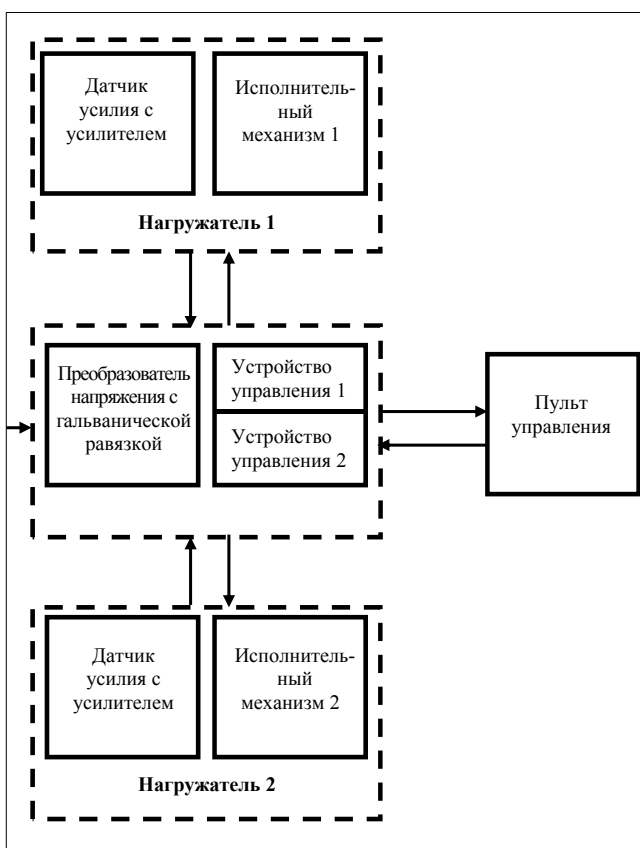 Датчик
усилия с
усилителем
Исполнитель-
ный
механизм 1
Нагружатель 1
Преобразователь
напряжения с
гальванической
равязкой
Устройство
управления 1
Устройство
управления 2
Пульт
управления
Датчик
усилия с
усилителем
Исполнитель-
ный
механизм 2
Нагружатель 2